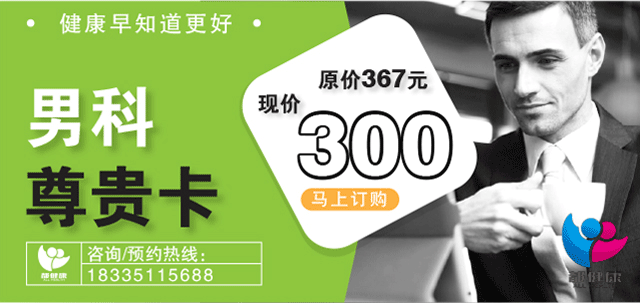 • 健康早知道更好 •
原价367元
现价
300
马上订购
男科
尊贵卡
咨询/预约热线：
18335115688